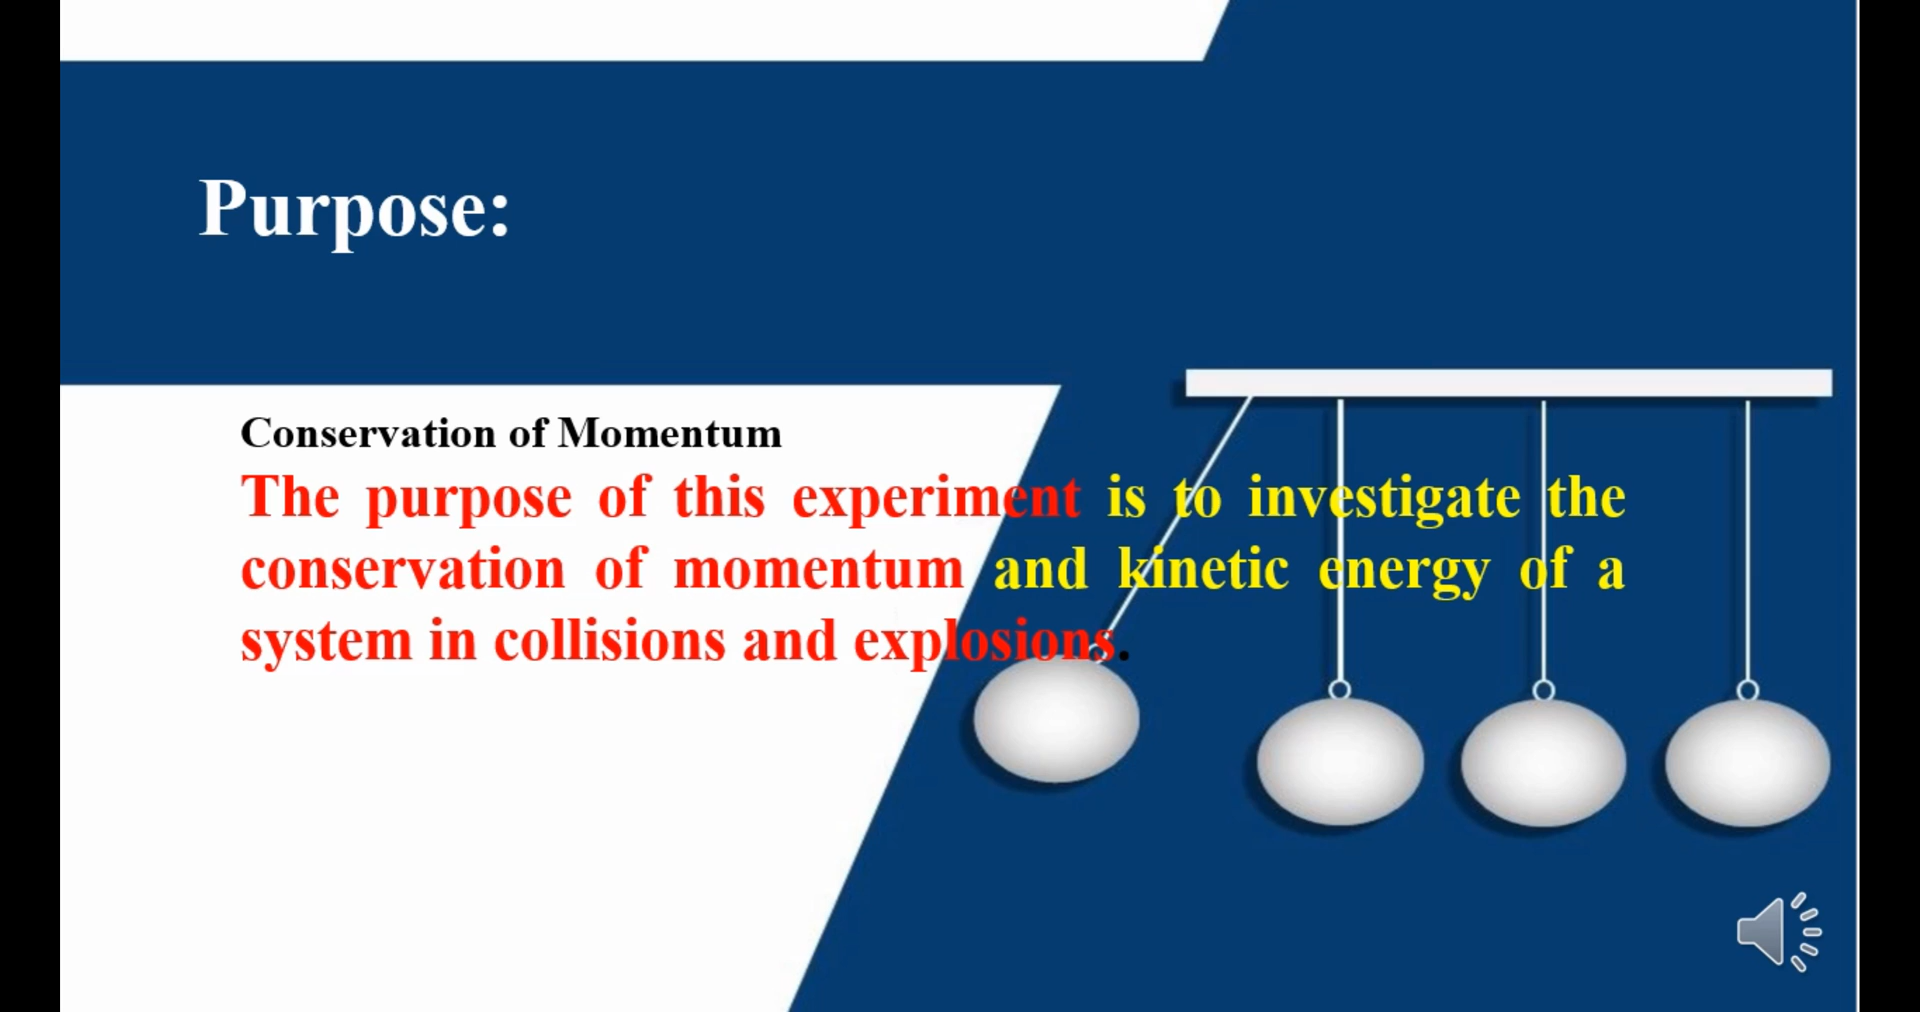 Purpose:
Conservation of Momentum
The purpose of this experiment is to investigate the
conservation of momentum and kinetic energy of a
system in collisions and explosions.